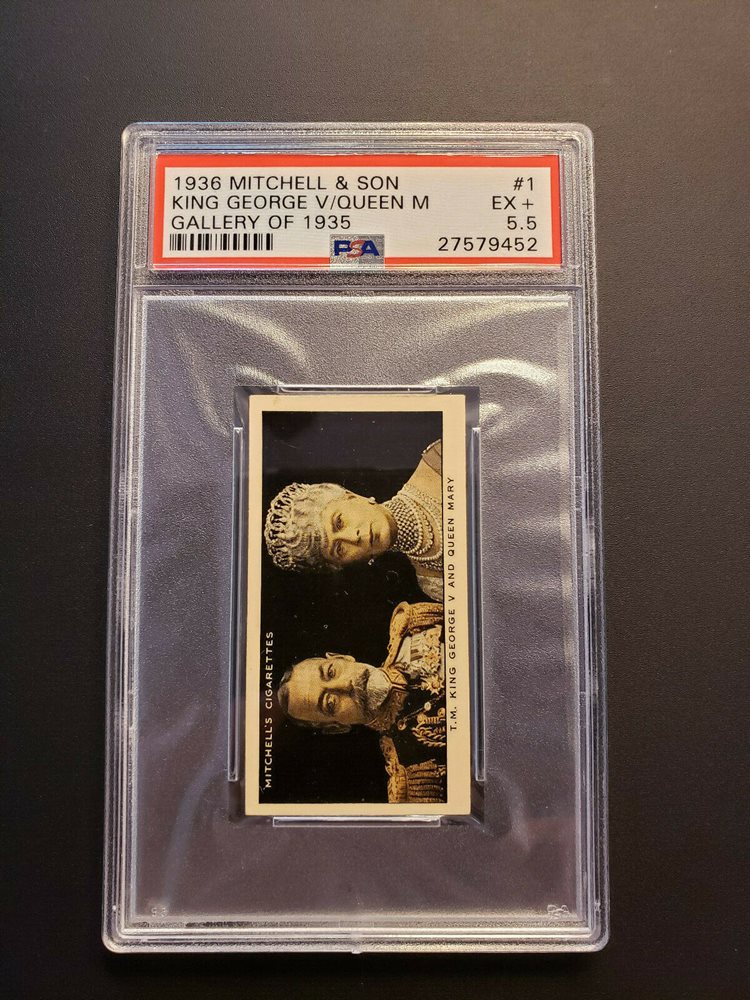 1936 MITCHELL & SON #1
KING GEORGE V/QUEEN M EX +
GALLERY OF 1935 5.5
PSA 27579452
MITCHELL'S CIGARETTES
T.M. KING GEORGE V AND QUEEN MARY